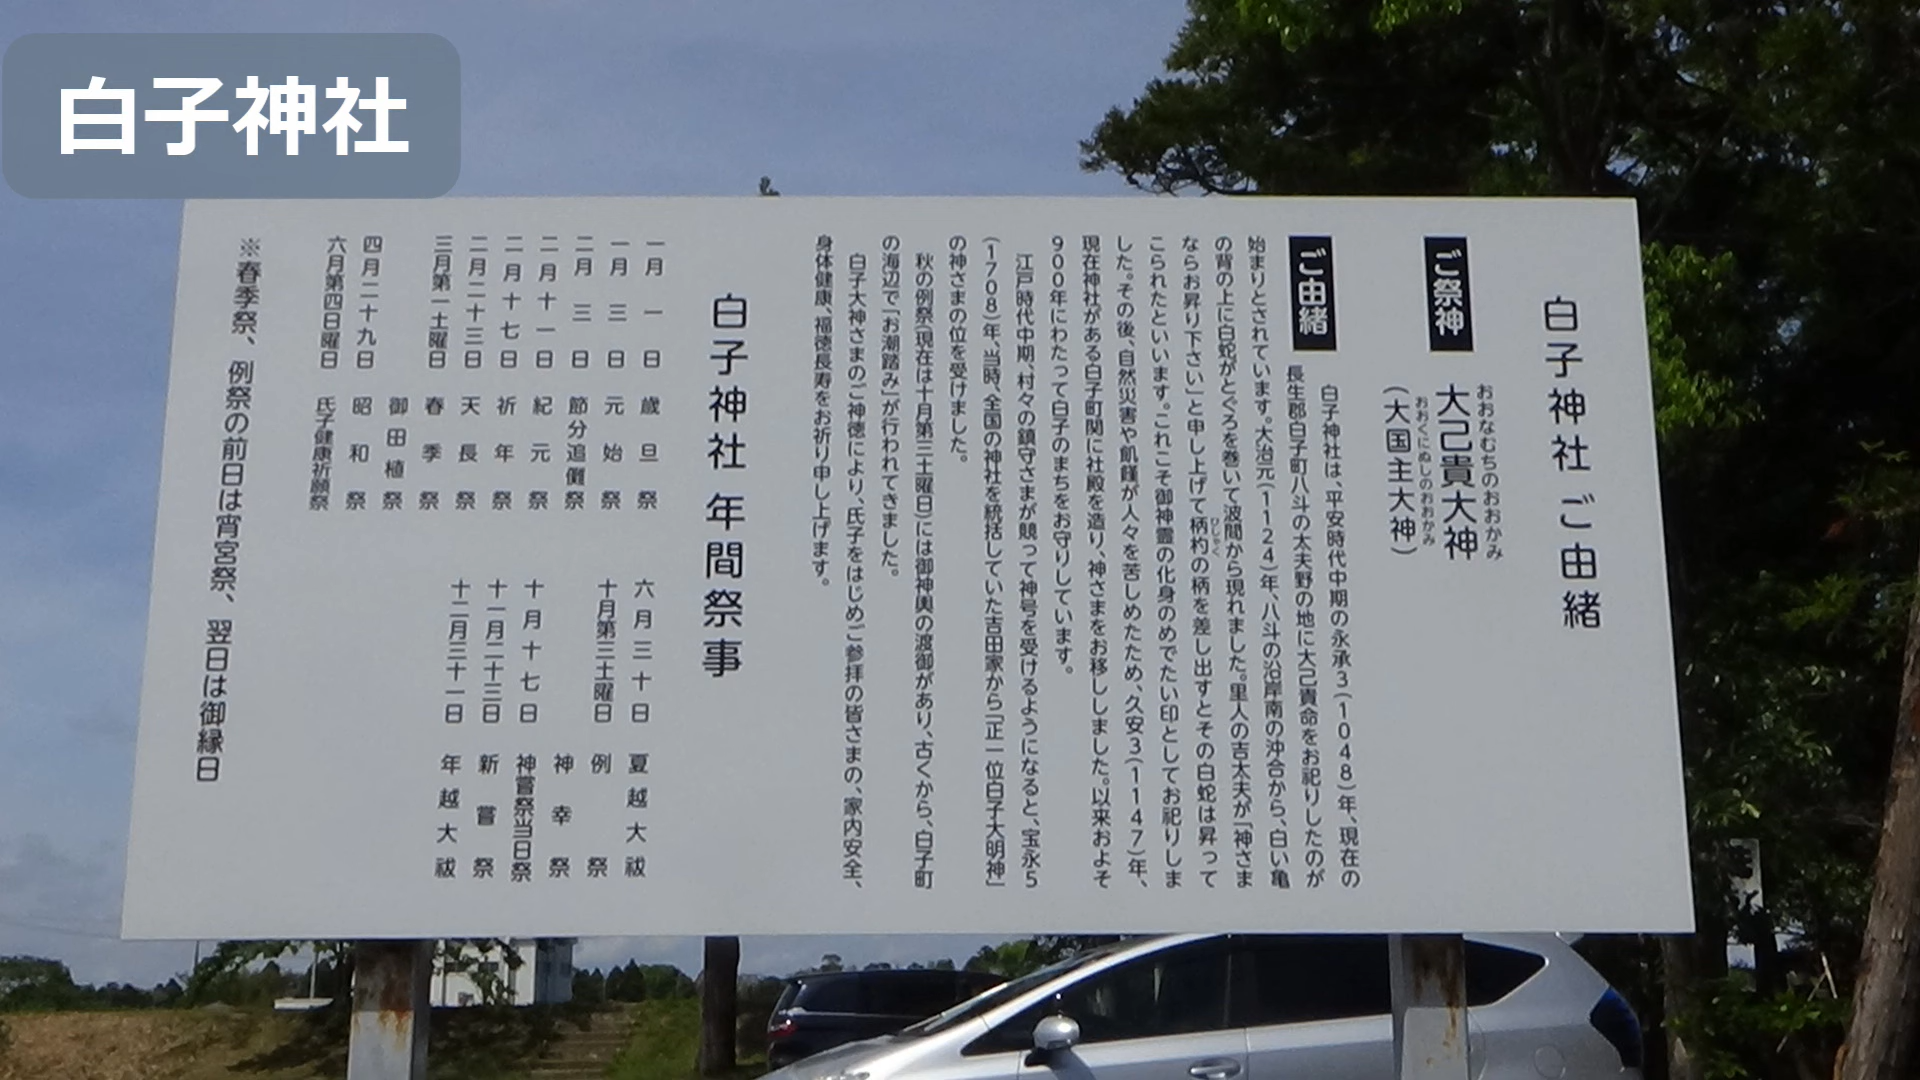 白子神社
白子神社 ご由緒
ご祭神
おおなむちのおおかみ
大己貴大神
おおくにぬしのおおかみ
(大国主大神)
ご由緒
白子神社は、平安時代中期の永承3(1048)年、現在の
長生郡白子町八斗の太夫野の地に大己貴命をお祀りしたのが
始まりとされています。大治元(1124)年、八斗の沿岸南の沖合から、白い亀
の背の上に白蛇がとぐろを巻いて波間から現れました。里人の吉太夫が「神さま
ならお昇り下さい」と申し上げて柄杓の柄を差し出すとその白蛇は昇って
ひしゃく
こられたといいます。これこそ御神霊の化身のめでたい印としてお祀りしま
した。その後、自然災害や飢饉が人々を苦しめたため、久安3(1147)年、
現在神社がある白子町関に社殿を造り、神さまをお移ししました。以来およそ
900年にわたって白子のまちをお守りしています。
江戸時代中期、村々の鎮守さまが競って神号を受けるようになると、宝永5
(1708)年、当時、全国の神社を統括していた吉田家から「正一位白子大明神」
の神さまの位を受けました。
秋の例祭(現在は十月第三土曜日)には御神輿の渡御があり、古くから、白子町
の海辺で「お潮踏み」が行われてきました。
白子大神さまのご神徳により、氏子をはじめご参拝の皆さまの、家内安全、
身体健康、福徳長寿をお祈り申し上げます。
白子神社 年間祭事
一月一日 歳旦祭
一月三日 元始祭
二月三日 節分追儺祭
二月十一日 紀元祭
二月十七日 祈年祭
二月二十三日 天長祭
三月第一土曜日 春季祭
御田植祭
四月二十九日 昭和祭
六月第四日曜日 氏子健康祈願祭
六月三十日 夏越大祓
十月第三土曜日 例祭
神幸祭
十月十七日 神嘗祭当日祭
十一月二十三日 新嘗祭
十二月三十一日 年越大祓
※春季祭、例祭の前日は宵宮祭、翌日は御縁日